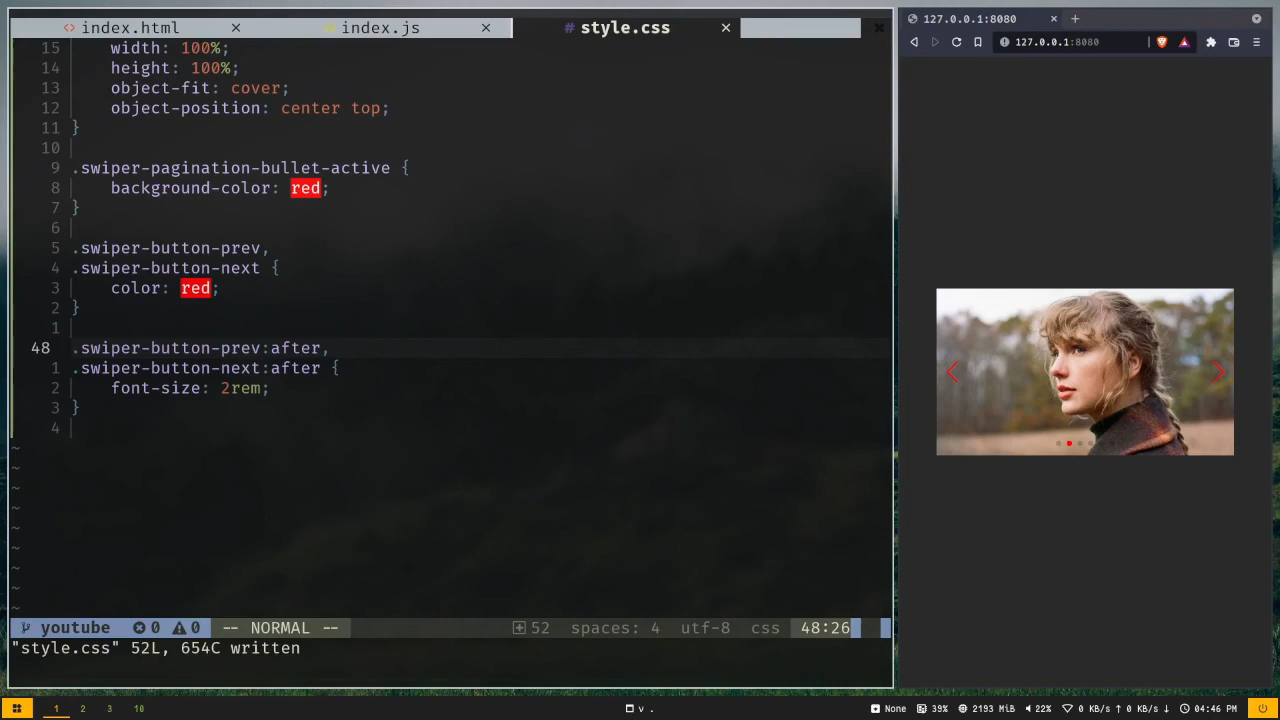 index.html
index.js
# style.css
127.0.0.1:8080
127.0.0.1:8080
15 width: 100%;
14 height: 100%;
13 object-fit: cover;
12 object-position: center top;
11 }
10
9 .swiper-pagination-bullet-active {
8 background-color: red;
7 }
6
5 .swiper-button-prev,
4 .swiper-button-next {
3 color: red;
2 }
1
48 .swiper-button-prev:after,
1 .swiper-button-next:after {
2 font-size: 2rem;
3 }
4
~
~
~
~
~
~
~
~
~
youtube 0 0 -- NORMAL -- 52 spaces: 4 utf-8 css 48:26
"style.css" 52L, 654C written
1 2 3 10 v . None 39% 2193 MiB 22% 0 KB/s ↑ 0 KB/s ↓ 04:46 PM